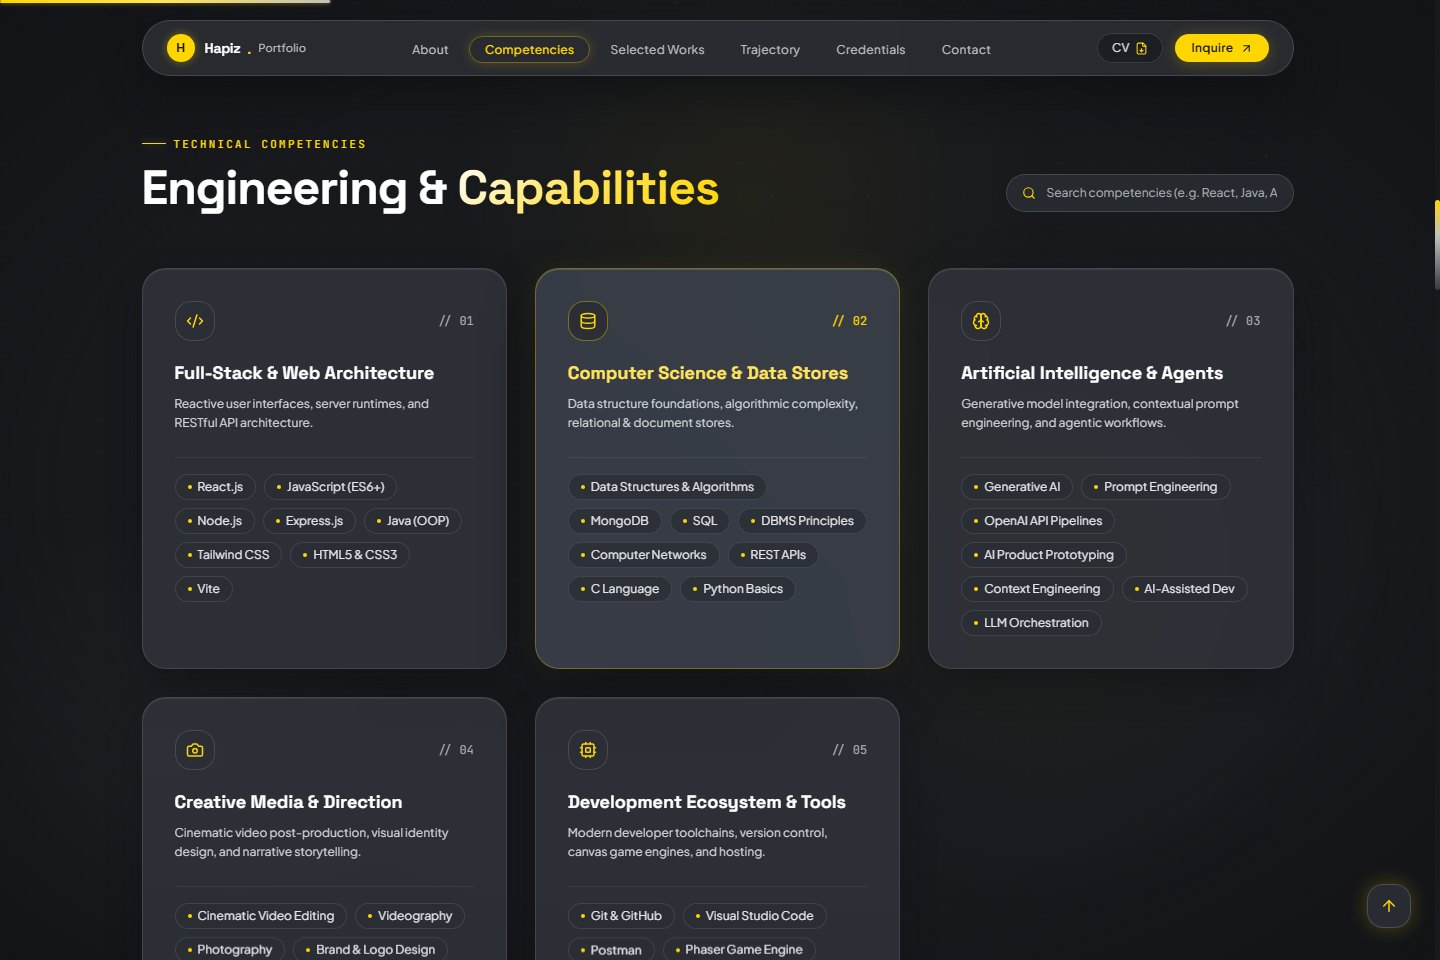 H Hapiz . Portfolio About Competencies Selected Works Trajectory Credentials Contact CV Inquire
TECHNICAL COMPETENCIES
Engineering & Capabilities
Search competencies (e.g. React, Java, A
// 01
Full-Stack & Web Architecture
Reactive user interfaces, server runtimes, and
RESTful API architecture.
React.js JavaScript (ES6+)
Node.js Express.js Java (OOP)
Tailwind CSS HTML5 & CSS3
Vite
// 02
Computer Science & Data Stores
Data structure foundations, algorithmic complexity,
relational & document stores.
Data Structures & Algorithms
MongoDB SQL DBMS Principles
Computer Networks REST APIs
C Language Python Basics
// 03
Artificial Intelligence & Agents
Generative model integration, contextual prompt
engineering, and agentic workflows.
Generative AI Prompt Engineering
OpenAI API Pipelines
AI Product Prototyping
Context Engineering AI-Assisted Dev
LLM Orchestration
// 04
Creative Media & Direction
Cinematic video post-production, visual identity
design, and narrative storytelling.
Cinematic Video Editing Videography
Photography Brand & Logo Design
// 05
Development Ecosystem & Tools
Modern developer toolchains, version control,
canvas game engines, and hosting.
Git & GitHub Visual Studio Code
Postman Phaser Game Engine